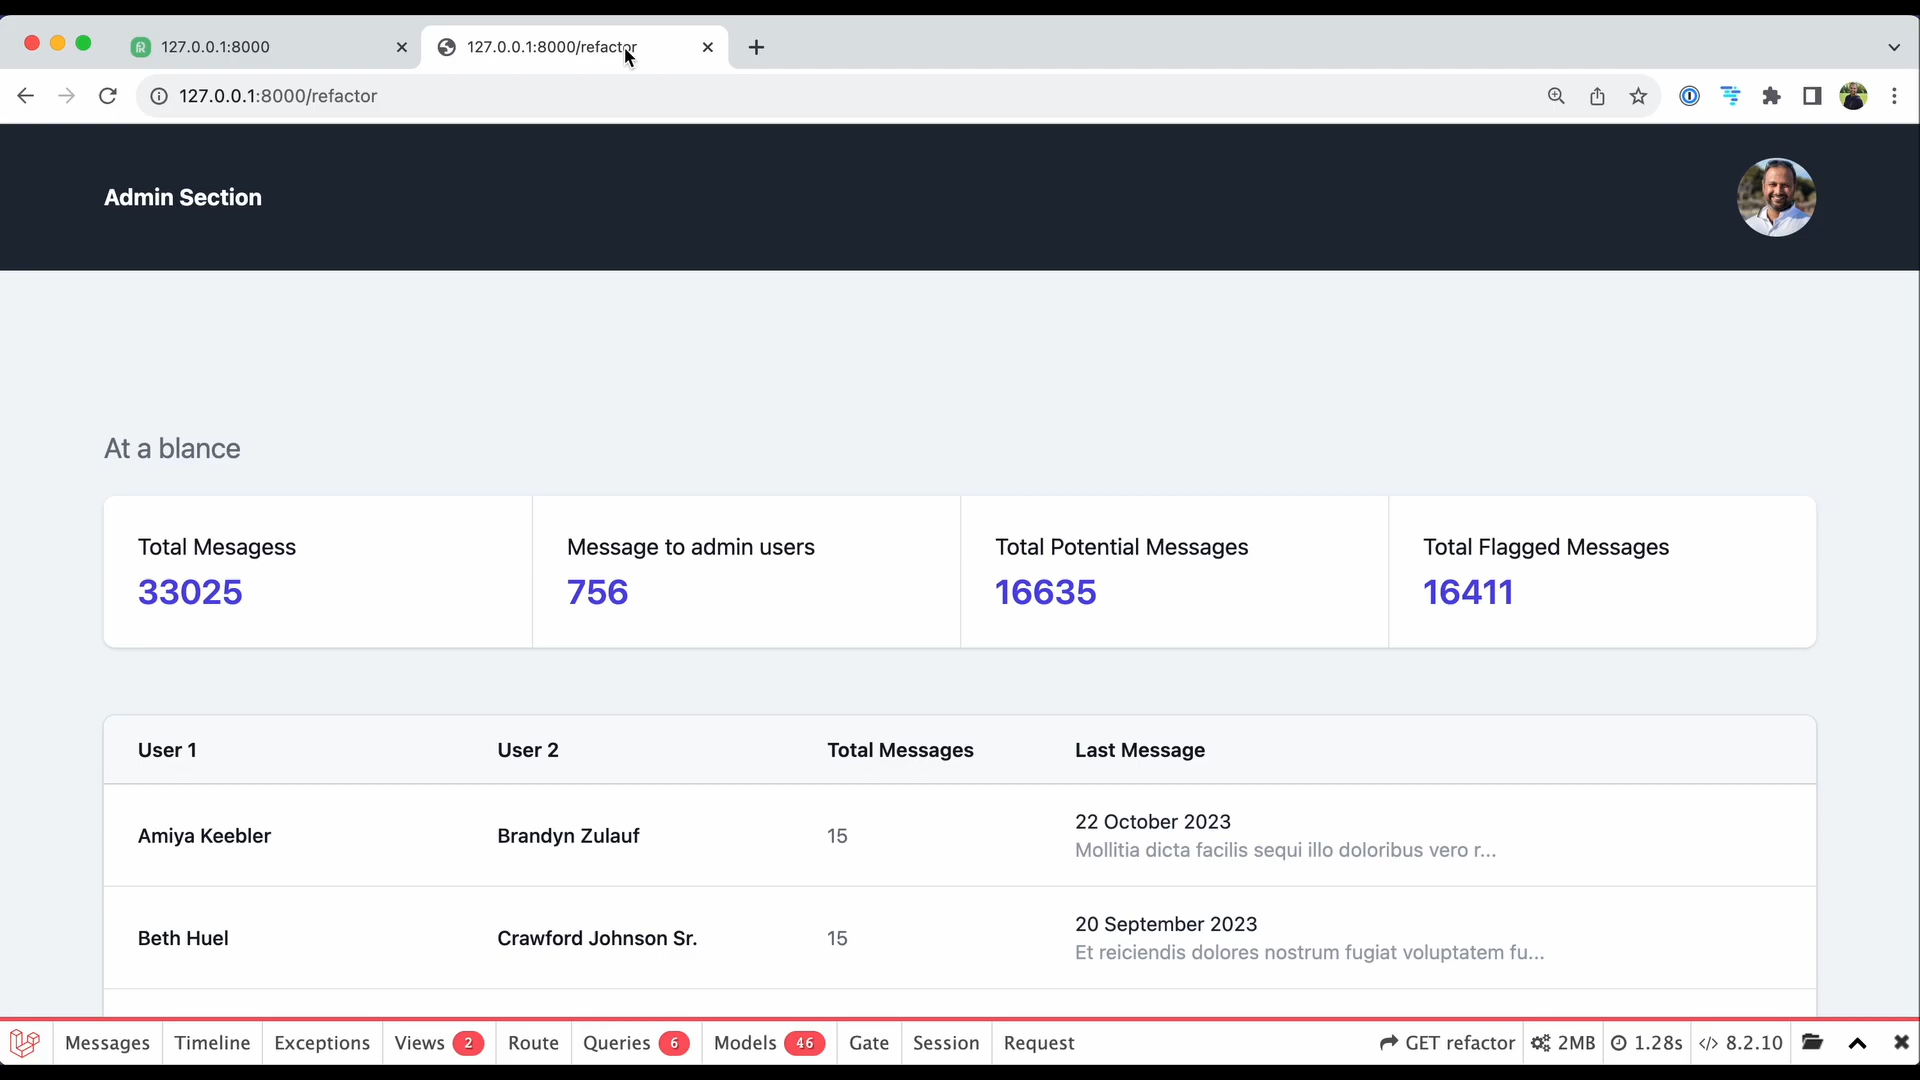 127.0.0.1:8000
127.0.0.1:8000/refactor
127.0.0.1:8000/refactor
Admin Section
At a blance
Total Mesagess
33025
Message to admin users
756
Total Potential Messages
16635
Total Flagged Messages
16411
User 1 User 2 Total Messages Last Message
Amiya Keebler Brandyn Zulauf 15 22 October 2023
Mollitia dicta facilis sequi illo doloribus vero r...
Beth Huel Crawford Johnson Sr. 15 20 September 2023
Et reiciendis dolores nostrum fugiat voluptatem fu...
Messages Timeline Exceptions Views 2 Route Queries 6 Models 46 Gate Session Request GET refactor 2MB 1.28s </> 8.2.10